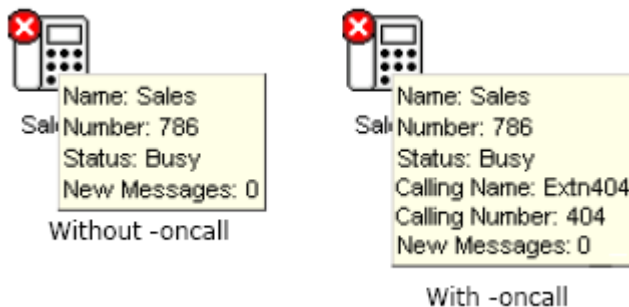 Name: Sales
Number: 786
Status: Busy
New Messages: 0
Sal
Without -oncall
Name: Sales
Number: 786
Status: Busy
Calling Name: Extn404
Calling Number: 404
New Messages: 0
Sal
With -oncall